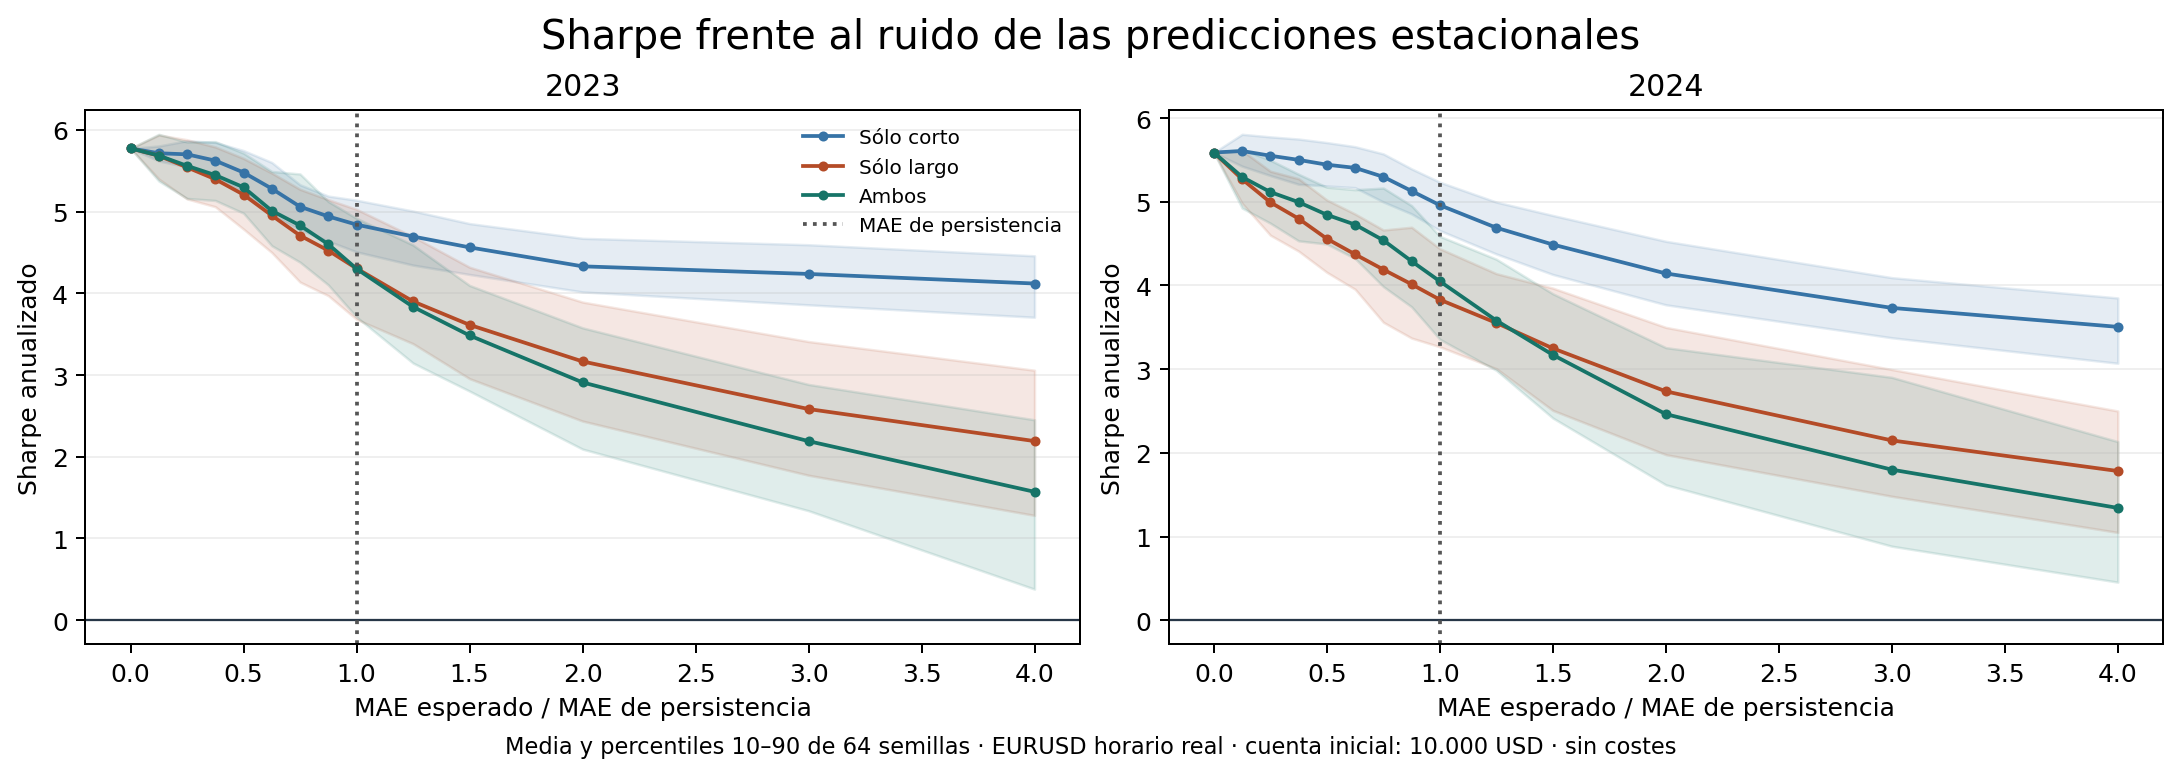 Sharpe frente al ruido de las predicciones estacionales
2023
Sharpe anualizado
6
5
4
3
2
1
0
Sólo corto
Sólo largo
Ambos
MAE de persistencia
0.0 0.5 1.0 1.5 2.0 2.5 3.0 3.5 4.0
MAE esperado / MAE de persistencia
2024
Sharpe anualizado
6
5
4
3
2
1
0
0.0 0.5 1.0 1.5 2.0 2.5 3.0 3.5 4.0
MAE esperado / MAE de persistencia
Media y percentiles 10–90 de 64 semillas · EURUSD horario real · cuenta inicial: 10.000 USD · sin costes